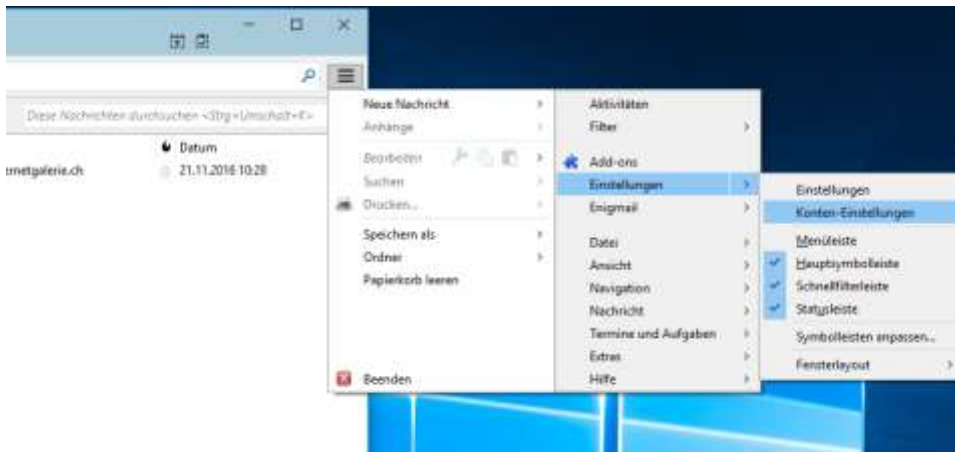 Diese Nachrichten durchsuchen <Strg+Umschalt+K>
Datum
ernetgalerie.ch
21.11.2016 10:28
Neue Nachricht
Anhänge
Bearbeiten
Suchen
Drucken...
Speichern als
Ordner
Papierkorb leeren
Beenden
Aktivitäten
Filter
Add-ons
Einstellungen
Enigmail
Datei
Ansicht
Navigation
Nachricht
Termine und Aufgaben
Extras
Hilfe
Einstellungen
Konten-Einstellungen
Menüleiste
Hauptsymbolleiste
Schnellfilterleiste
Statusleiste
Symbolleisten anpassen...
Fensterlayout